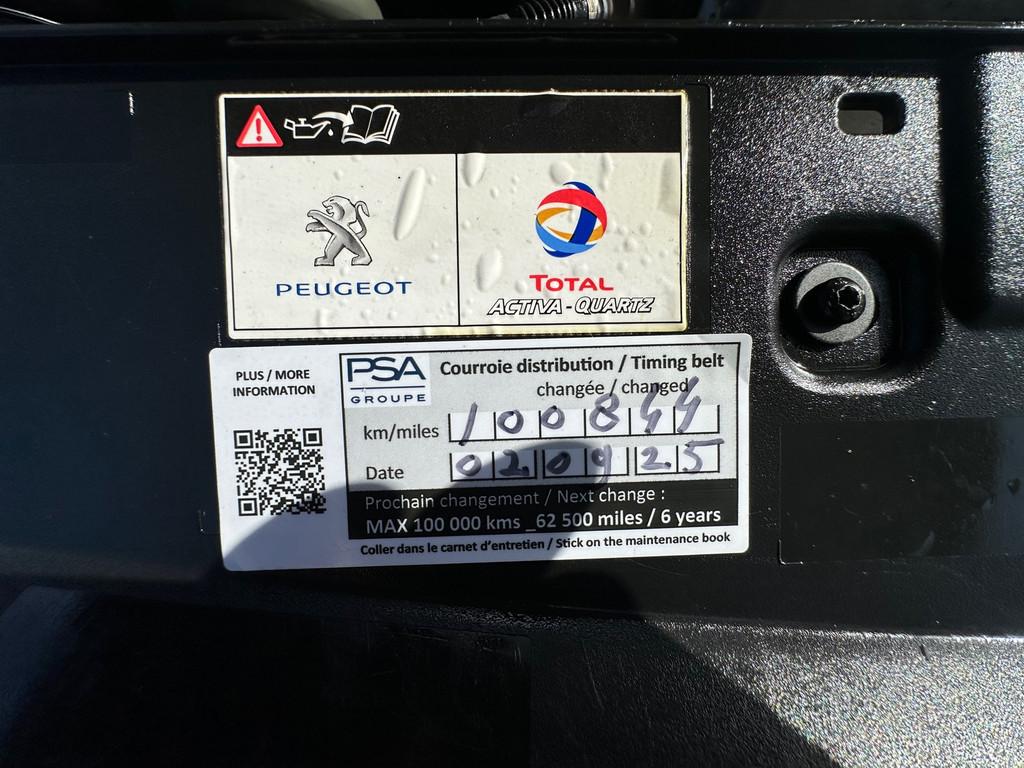 PEUGEOT
TOTAL
ACTIVA - QUARTZ
PLUS / MORE
INFORMATION
PSA
GROUPE
Courroie distribution / Timing belt
changée / changed
km/miles 100844
Date 020925
Prochain changement / Next change :
MAX 100 000 kms _62 500 miles / 6 years
Coller dans le carnet d'entretien / Stick on the maintenance book